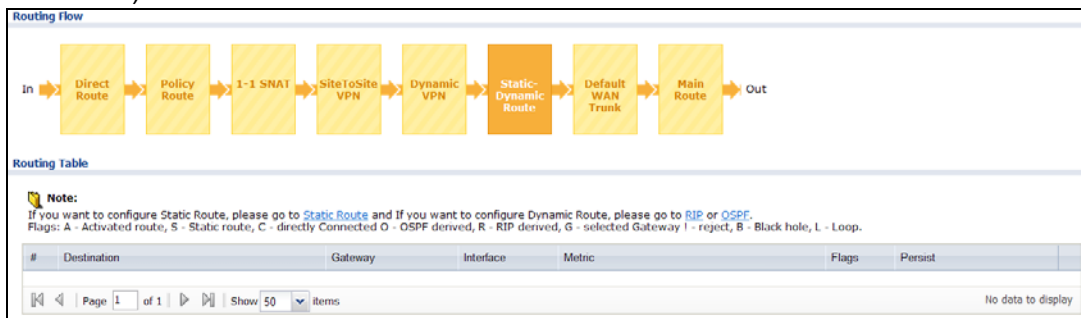 Routing Flow
In
Direct Route
Policy Route
1-1 SNAT
SiteToSite VPN
Dynamic VPN
Static-Dynamic Route
Default WAN Trunk
Main Route
Out
Routing Table
Note:
If you want to configure Static Route, please go to Static Route and If you want to configure Dynamic Route, please go to RIP or OSPF.
Flags: A - Activated route, S - Static route, C - directly Connected O - OSPF derived, R - RIP derived, G - selected Gateway ! - reject, B - Black hole, L - Loop.
# Destination Gateway Interface Metric Flags Persist
Page 1 of 1 Show 50 items No data to display